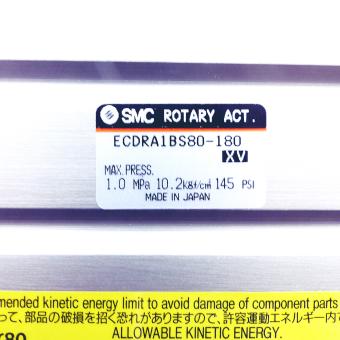 SMC ROTARY ACT.
ECDRA1BS80-180
XV
MAX.PRESS.
1.0 MPa 10.2kgf/cm² 145 PSI
MADE IN JAPAN
mended kinetic energy limit to avoid damage of component parts
って、部品の破損を招く恐れがありますので、許容運動エネルギー内で
ALLOWABLE KINETIC ENERGY.